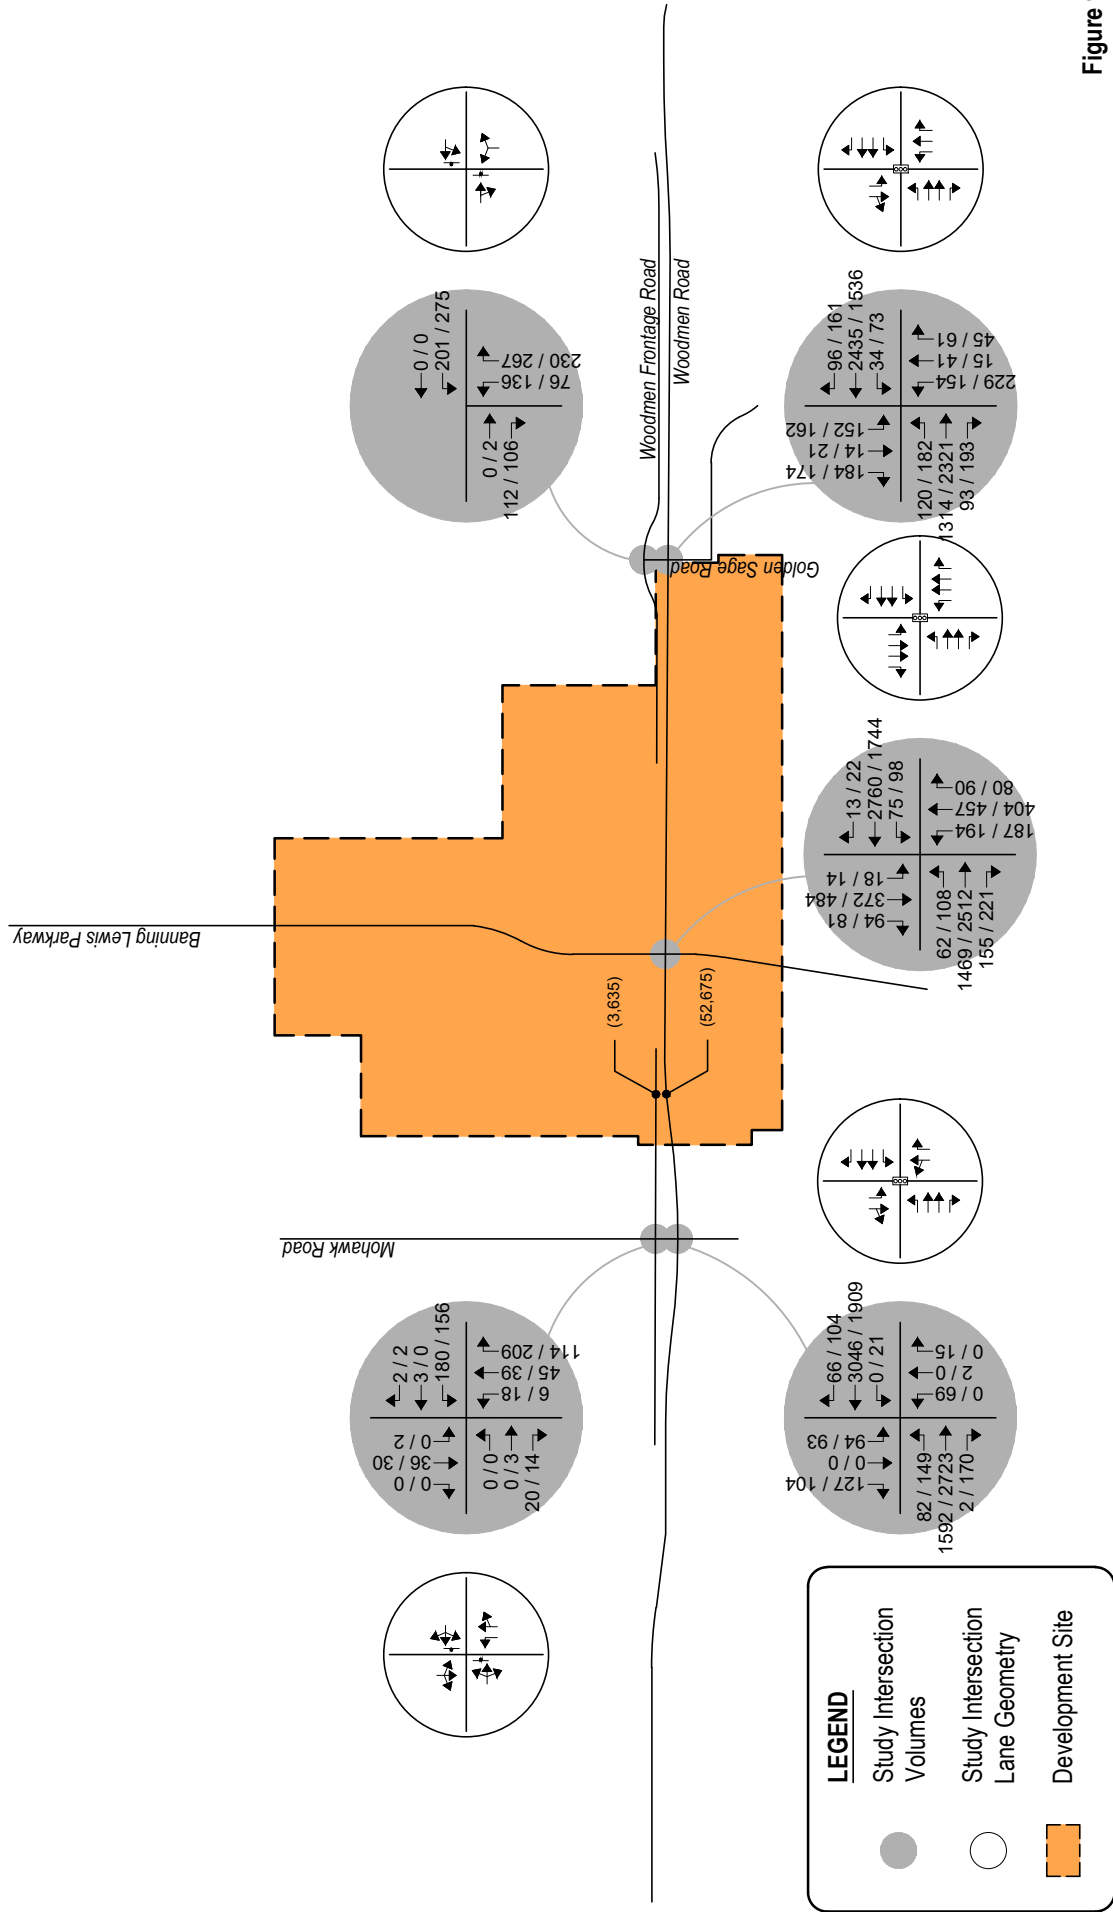 Figure
0 / 0
201 / 275
0 / 2
112 / 106
76 / 136
230 / 267
Woodmen Frontage Road
Woodmen Road
Golden Sage Road
96 / 161
2435 / 1536
34 / 73
184 / 174
14 / 21
152 / 162
120 / 182
1314 / 2321
93 / 193
229 / 154
15 / 41
45 / 61
Banning Lewis Parkway
13 / 22
2760 / 1744
75 / 98
94 / 81
372 / 484
18 / 14
62 / 108
1469 / 2512
155 / 221
187 / 194
404 / 457
80 / 90
(3,635)
(52,675)
Mohawk Road
2 / 2
3 / 0
180 / 156
0 / 0
36 / 30
0 / 2
0 / 0
0 / 3
20 / 14
6 / 18
45 / 39
114 / 209
66 / 104
3046 / 1909
0 / 21
127 / 104
0 / 0
94 / 93
82 / 149
1592 / 2723
2 / 170
0 / 69
2 / 0
0 / 15
LEGEND
Study Intersection
Volumes
Study Intersection
Lane Geometry
Development Site